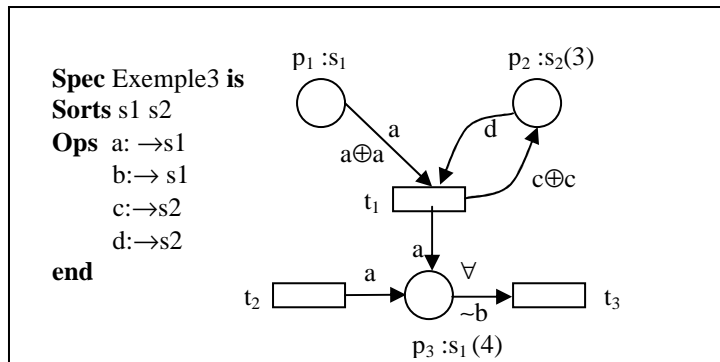 Spec Exemple3 is
Sorts s1 s2
Ops a: →s1
b:→ s1
c:→s2
d:→s2
end
p₁ :s₁
p₂ :s₂(3)
a
a⊕a
d
c⊕c
t₁
a
t₂
a
∀
~b
t₃
p₃ :s₁ (4)